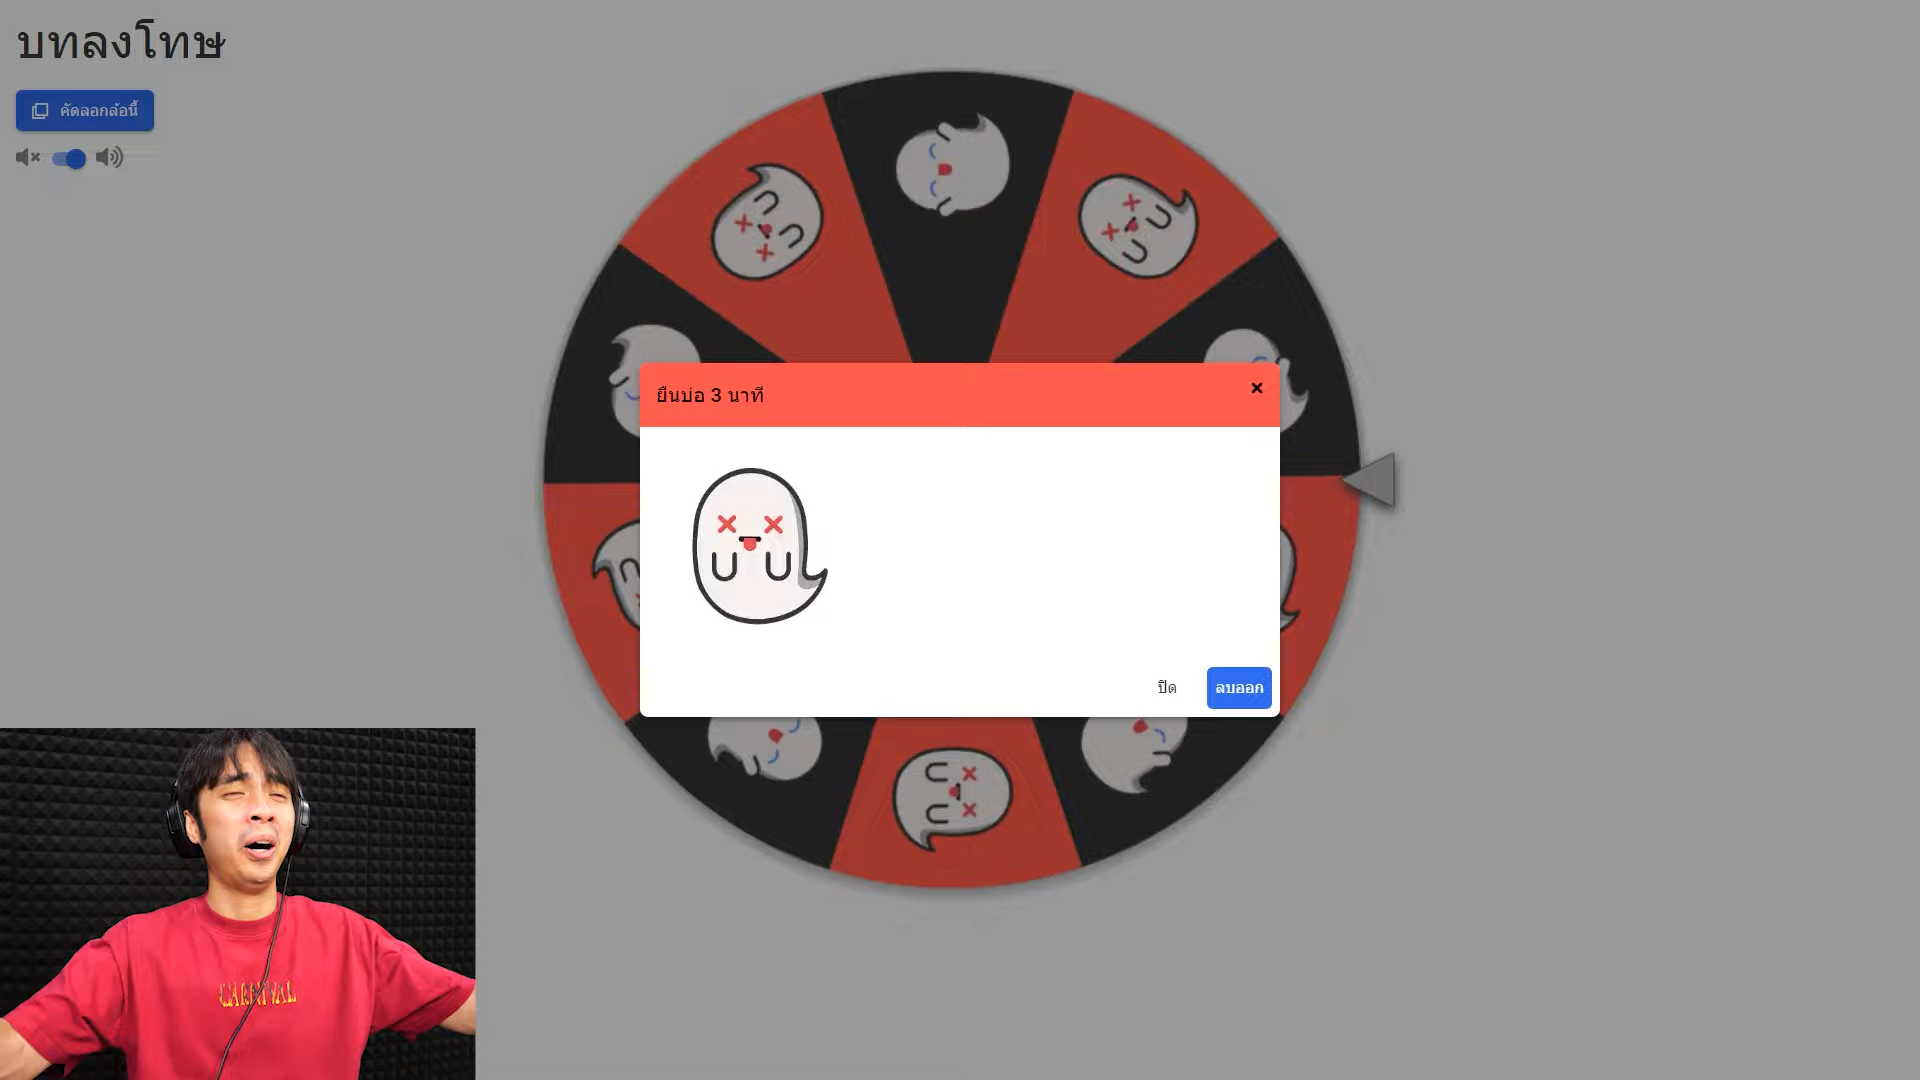 บทลงโทษ
คัดลอกล้อนี้
ยืนบ่อ 3 นาที
ปิด
ลบออก
CARNIVAL